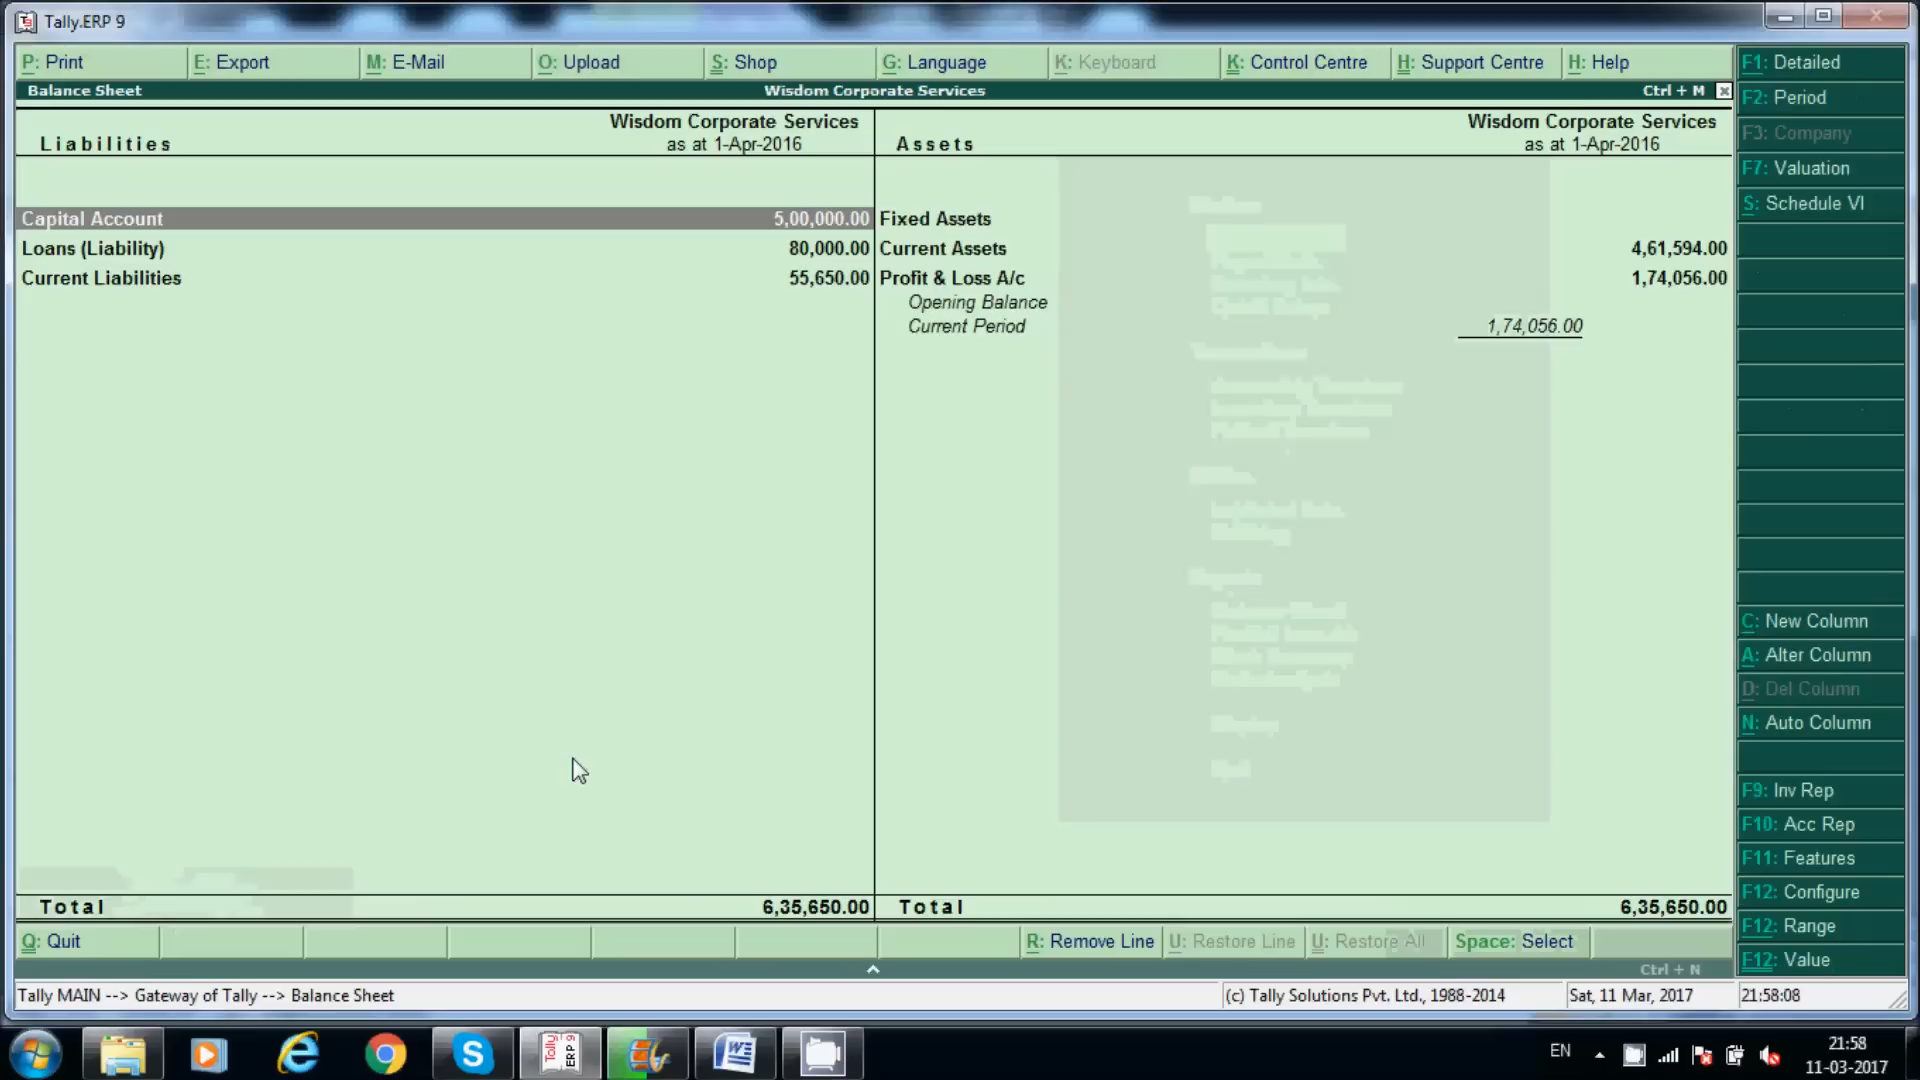 Tally.ERP 9
P: Print E: Export M: E-Mail O: Upload S: Shop G: Language K: Keyboard K: Control Centre H: Support Centre H: Help
Balance Sheet Wisdom Corporate Services Ctrl + M
Wisdom Corporate Services Wisdom Corporate Services
Liabilities as at 1-Apr-2016 Assets as at 1-Apr-2016
Capital Account 5,00,000.00 Fixed Assets
Loans (Liability) 80,000.00 Current Assets 4,61,594.00
Current Liabilities 55,650.00 Profit & Loss A/c 1,74,056.00
Opening Balance
Current Period 1,74,056.00
Total 6,35,650.00 Total 6,35,650.00
Q: Quit R: Remove Line U: Restore Line U: Restore All Space: Select
Ctrl + N
Tally MAIN --> Gateway of Tally --> Balance Sheet (c) Tally Solutions Pvt. Ltd., 1988-2014 Sat, 11 Mar, 2017 21:58:08
F1: Detailed
F2: Period
F3: Company
F7: Valuation
S: Schedule VI
C: New Column
A: Alter Column
D: Del Column
N: Auto Column
F9: Inv Rep
F10: Acc Rep
F11: Features
F12: Configure
F12: Range
F12: Value
Tally ERP 9
EN
21:58
11-03-2017